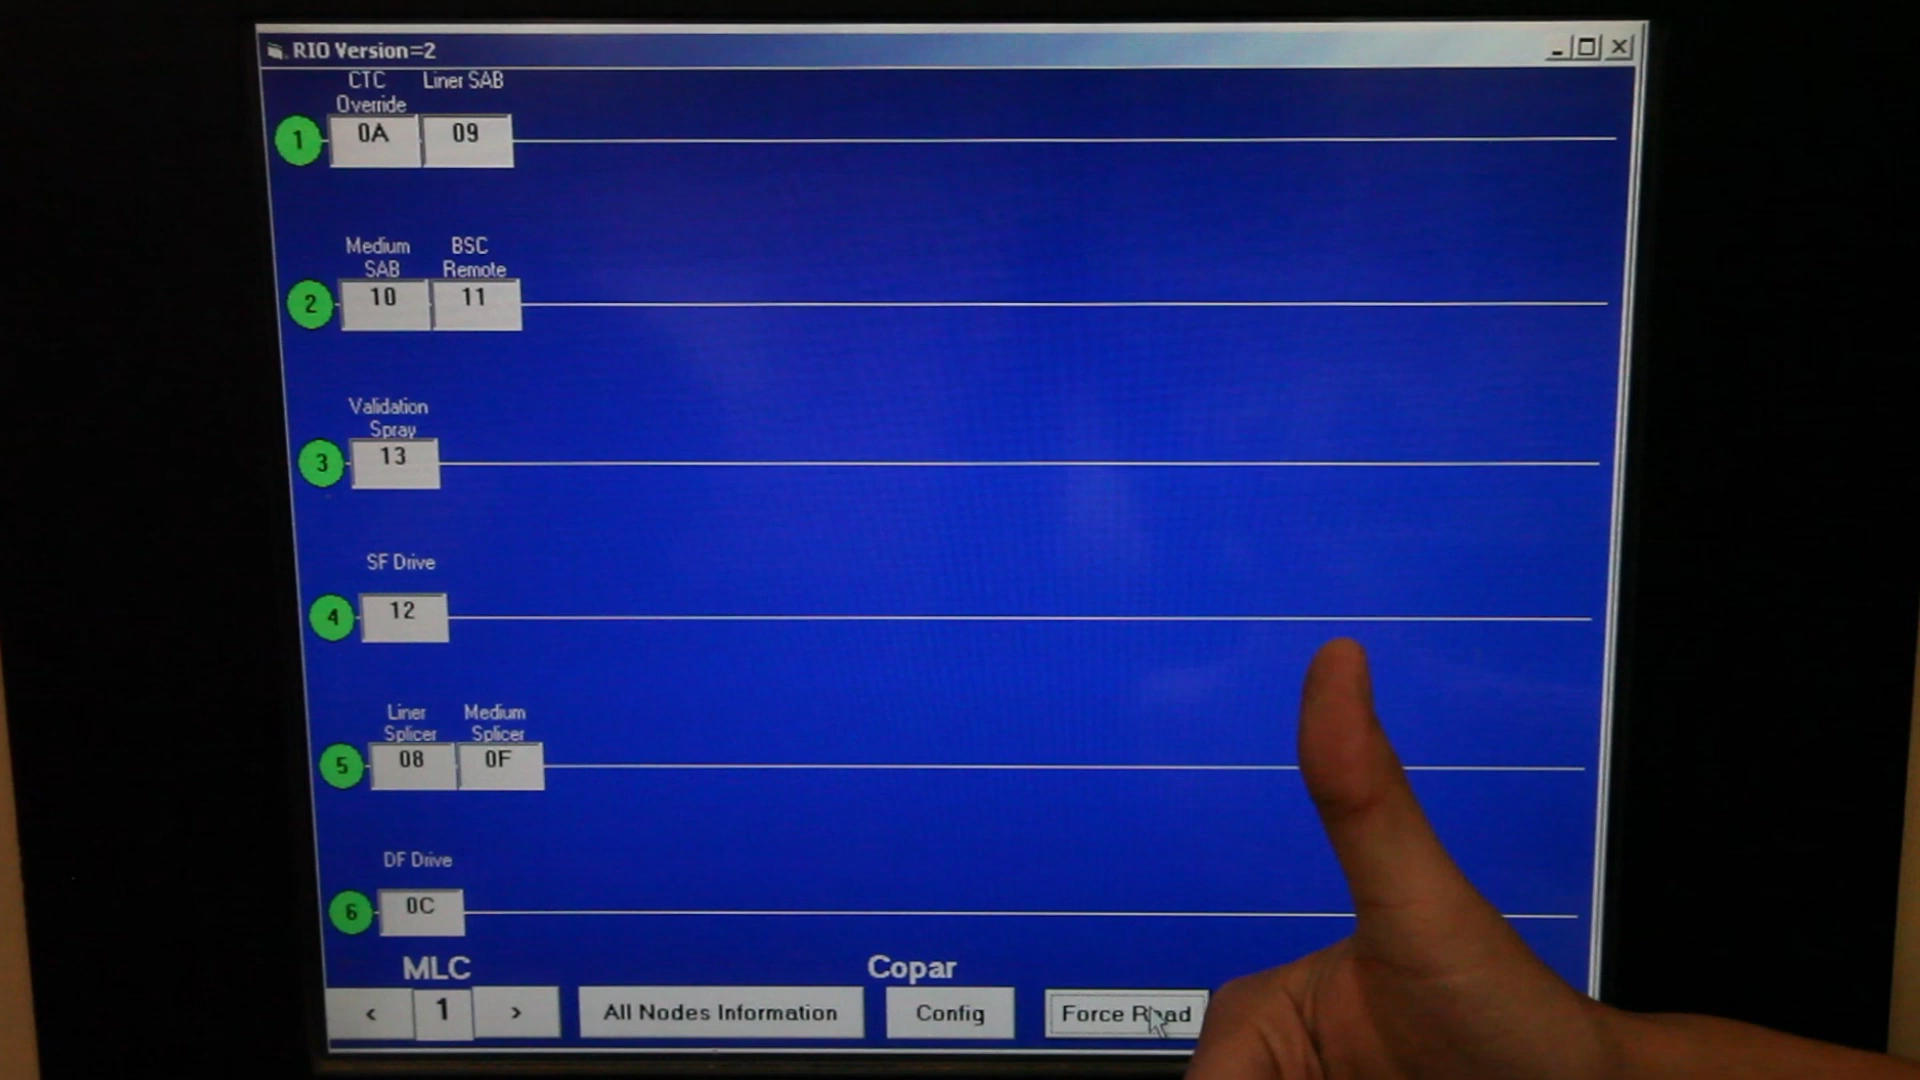 RIO Version=2
CTC Liner SAB
Override
1 0A 09
Medium BSC
SAB Remote
2 10 11
Validation
Spray
3 13
SF Drive
4 12
Liner Medium
Splicer Splicer
5 08 0F
DF Drive
6 0C
MLC Copar
< 1 > All Nodes Information Config Force Read